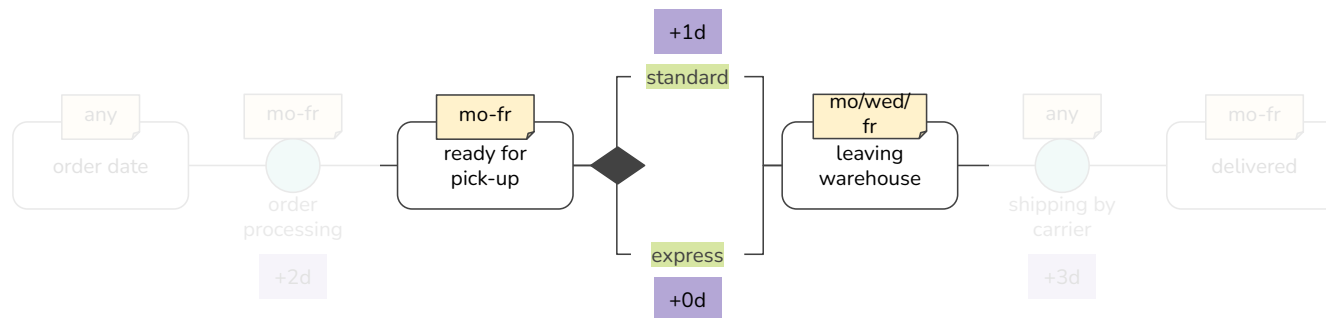 +1d
standard
any
mo-fr
mo-fr
mo/wed/
fr
any
mo-fr
order date
ready for
pick-up
leaving
warehouse
delivered
order
processing
shipping by
carrier
express
+2d
+0d
+3d